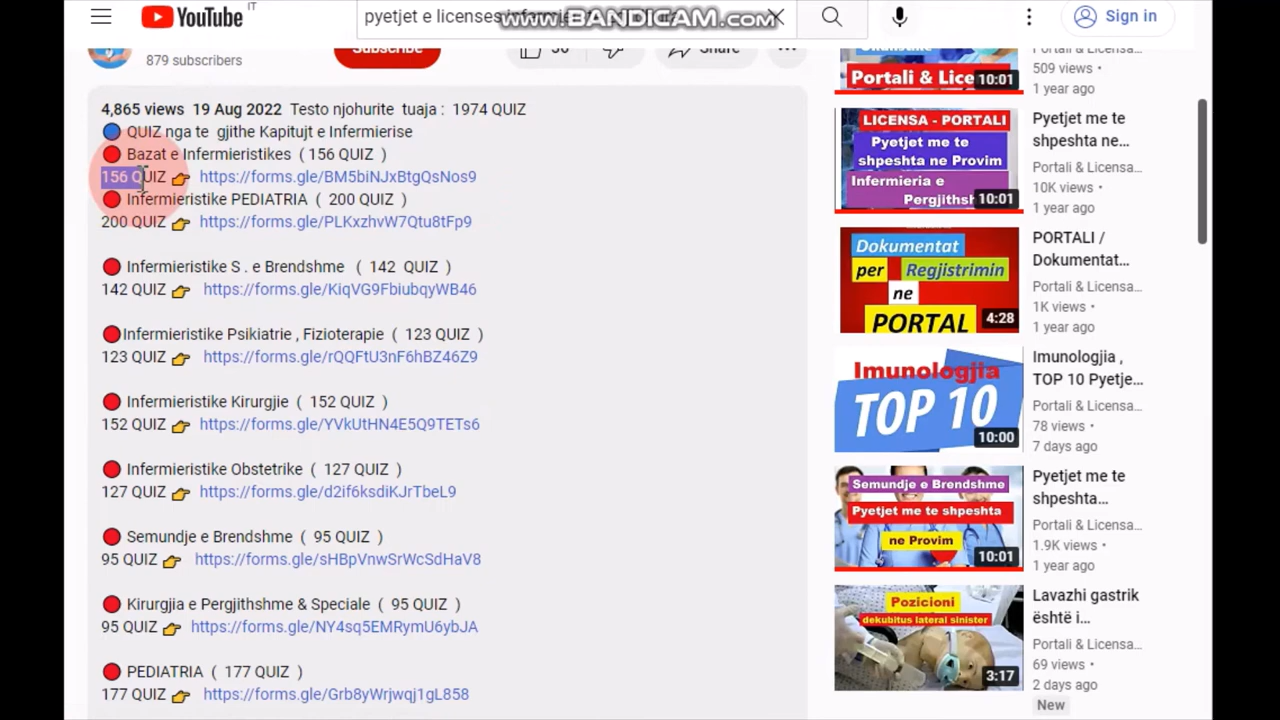 YouTube IT
pyetjet e licenses
www.BANDICAM.com
Sign in
Subscribe
879 subscribers
Share
4,865 views 19 Aug 2022 Testo njohurite tuaja : 1974 QUIZ
QUIZ nga te gjithe Kapitujt e Infermierise
Bazat e Infermieristikes ( 156 QUIZ )
156 QUIZ 👉 https://forms.gle/BM5biNJxBtgQsNos9
Infermieristike PEDIATRIA ( 200 QUIZ )
200 QUIZ 👉 https://forms.gle/PLKxzhvW7Qtu8tFp9
Infermieristike S . e Brendshme ( 142 QUIZ )
142 QUIZ 👉 https://forms.gle/KiqVG9FbiubqyWB46
Infermieristike Psikiatrie , Fizioterapie ( 123 QUIZ )
123 QUIZ 👉 https://forms.gle/rQQFtU3nF6hBZ46Z9
Infermieristike Kirurgjie ( 152 QUIZ )
152 QUIZ 👉 https://forms.gle/YVkUtHN4E5Q9TETs6
Infermieristike Obstetrike ( 127 QUIZ )
127 QUIZ 👉 https://forms.gle/d2if6ksdiKJrTbeL9
Semundje e Brendshme ( 95 QUIZ )
95 QUIZ 👉 https://forms.gle/sHBpVnwSrWcSdHaV8
Kirurgjia e Pergjithshme & Speciale ( 95 QUIZ )
95 QUIZ 👉 https://forms.gle/NY4sq5EMRymU6ybJA
PEDIATRIA ( 177 QUIZ )
177 QUIZ 👉 https://forms.gle/Grb8yWrjwqj1gL858
Portali & Lice
10:01
Portali & Licensa...
509 views •
1 year ago
LICENSA - PORTALI
Pyetjet me te
shpeshta ne Provim
Infermieria e
Pergjithsh
10:01
Pyetjet me te
shpeshta ne...
Portali & Licensa...
10K views •
1 year ago
Dokumentat
per Regjistrimin
ne
PORTAL
4:28
PORTALI /
Dokumentat...
Portali & Licensa...
1K views •
1 year ago
Imunologjia
TOP 10
10:00
Imunologjia ,
TOP 10 Pyetje...
Portali & Licensa...
78 views •
7 days ago
Semundje e Brendshme
Pyetjet me te shpeshta
ne Provim
10:01
Pyetjet me te
shpeshta...
Portali & Licensa...
1.9K views •
1 year ago
Pozicioni
dekubitus lateral sinister
3:17
Lavazhi gastrik
është i...
Portali & Licensa...
69 views •
2 days ago
New